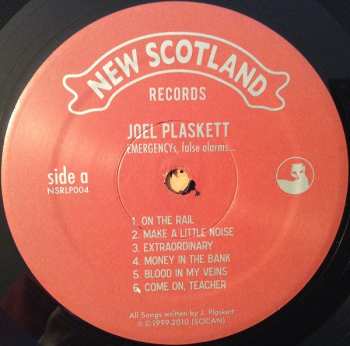 NEW SCOTLAND
RECORDS
JOEL PLASKETT
EMERGENCYs, false alarms...
side a
NSRLP004
1. ON THE RAIL
2. MAKE A LITTLE NOISE
3. EXTRAORDINARY
4. MONEY IN THE BANK
5. BLOOD IN MY VEINS
6. COME ON, TEACHER
All Songs written by J. Plaskett
℗ © 1999-2010 (SOCAN)